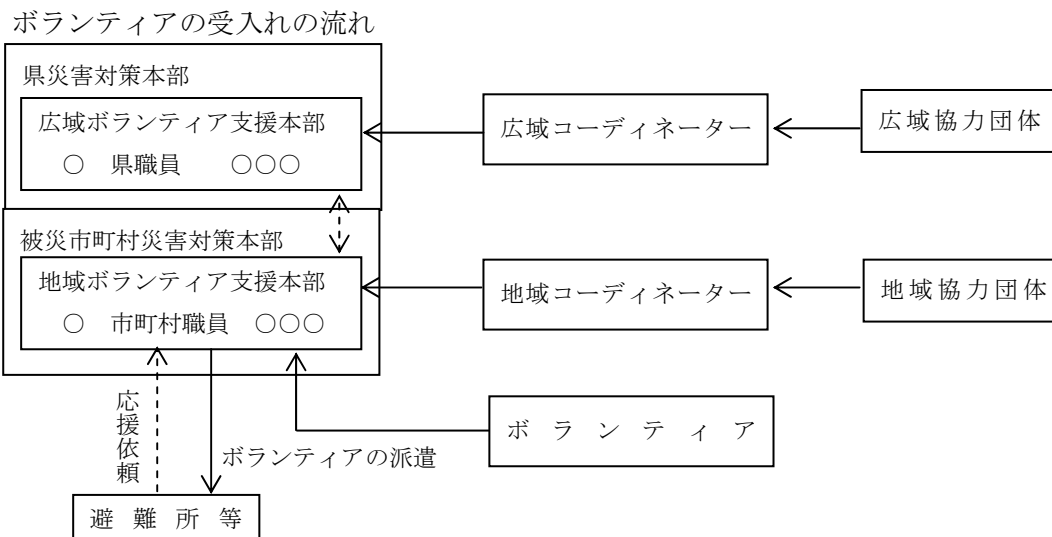 ボランティアの受入れの流れ
県災害対策本部
広域ボランティア支援本部
○ 県職員 ○○○
広域コーディネーター
広域協力団体
被災市町村災害対策本部
地域ボランティア支援本部
○ 市町村職員 ○○○
地域コーディネーター
地域協力団体
応援依頼
ボランティアの派遣
ボランティア
避難所等